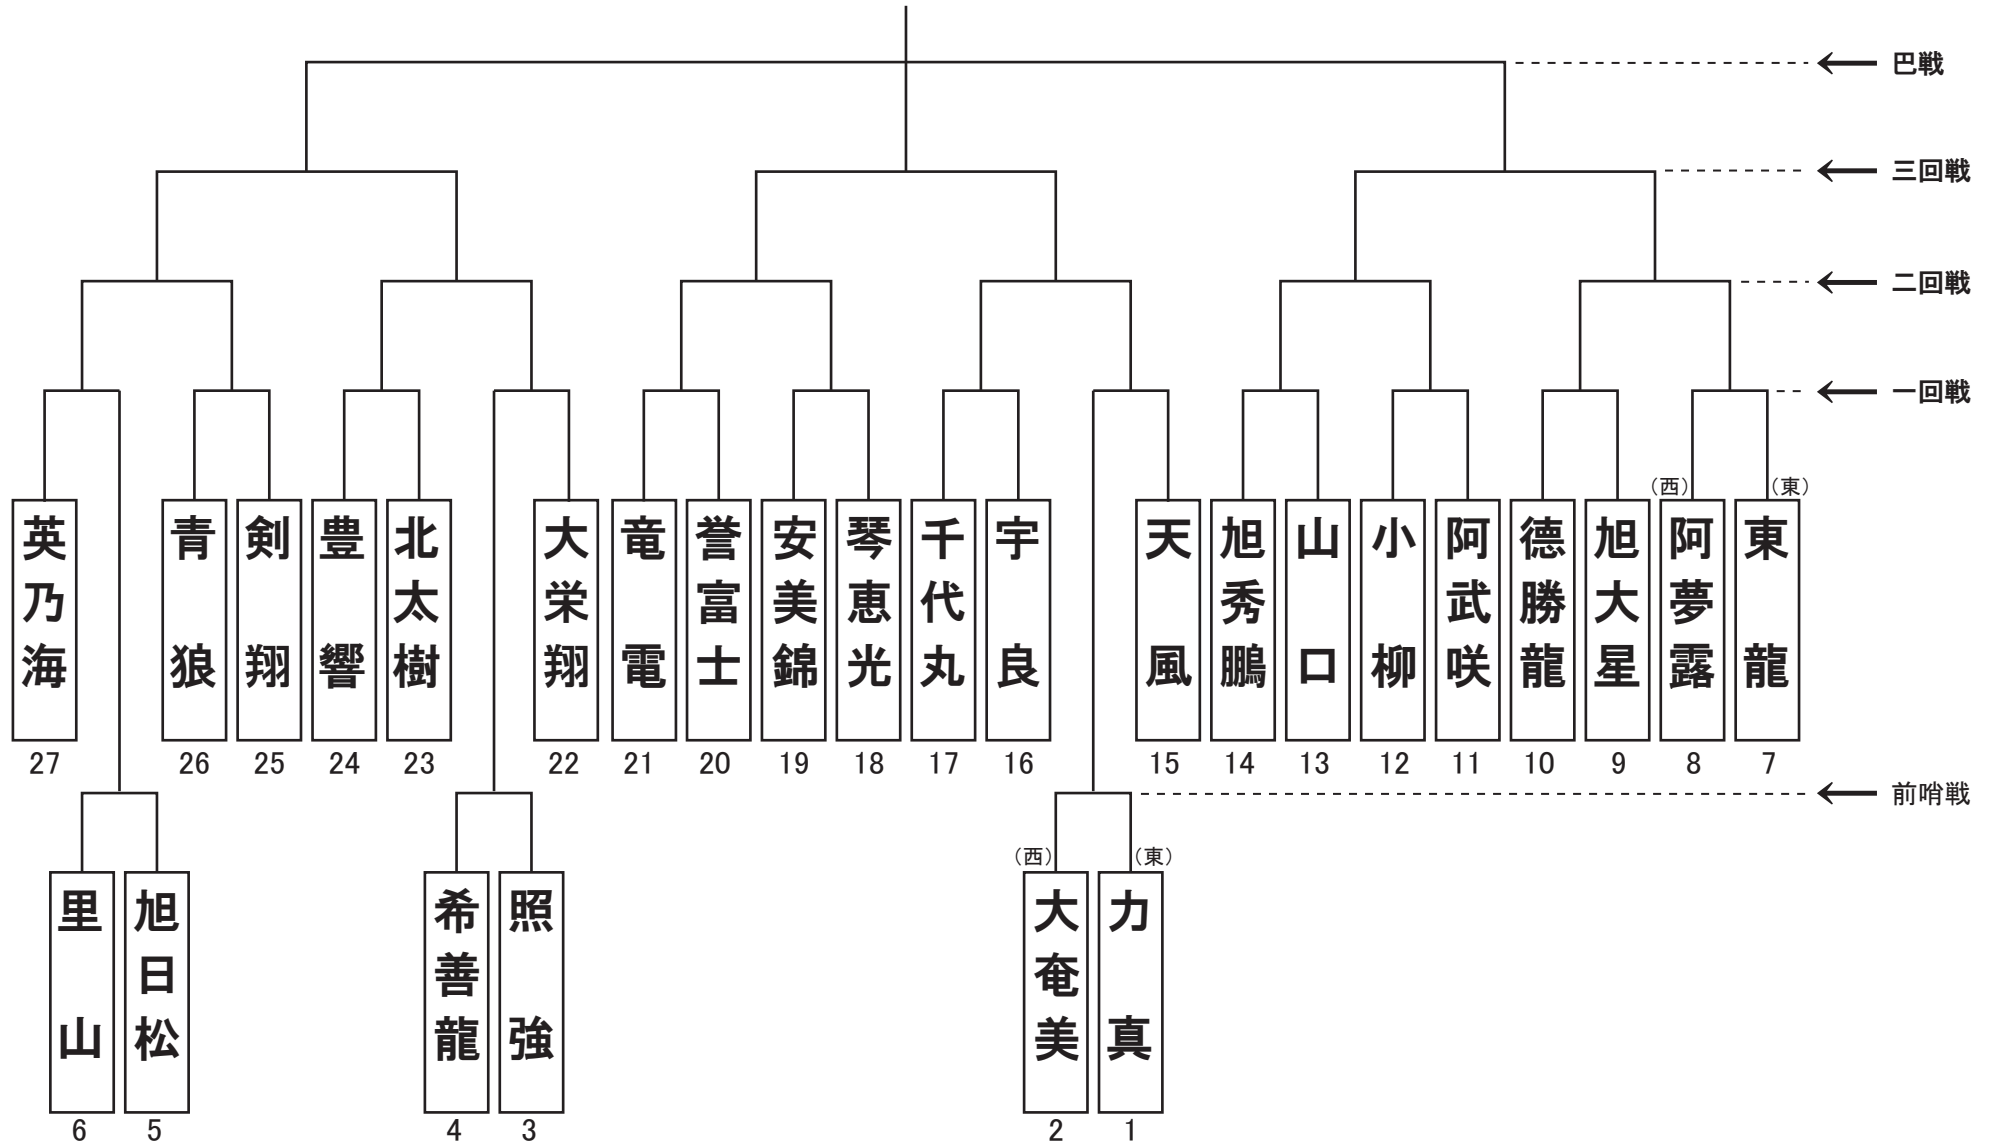 巴戦
三回戦
二回戦
一回戦
(西)
(東)
英乃海
青狼
剣翔
豊響
北太樹
大栄翔
竜電
誉富士
安美錦
琴恵光
千代丸
宇良
天風
旭秀鵬
山口
小柳
阿武咲
德勝龍
旭大星
阿夢露
東龍
27
26
25
24
23
22
21
20
19
18
17
16
15
14
13
12
11
10
9
8
7
前哨戦
(西)
(東)
里山
旭日松
希善龍
照強
大奄美
力真
6
5
4
3
2
1